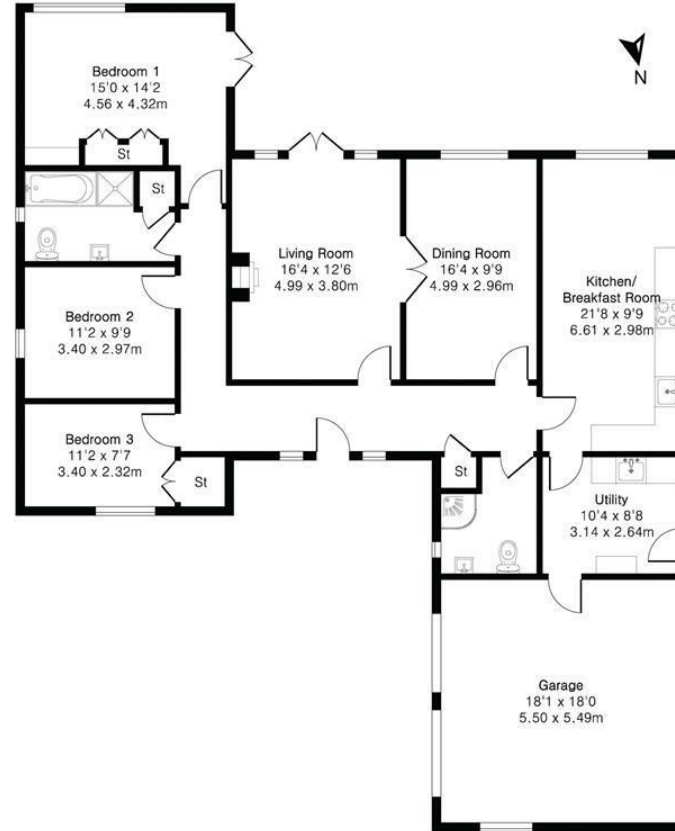 N
Bedroom 1
15'0 x 14'2
4.56 x 4.32m
St
St
Living Room
16'4 x 12'6
4.99 x 3.80m
Dining Room
16'4 x 9'9
4.99 x 2.96m
Kitchen/
Breakfast Room
21'8 x 9'9
6.61 x 2.98m
Bedroom 2
11'2 x 9'9
3.40 x 2.97m
Bedroom 3
11'2 x 7'7
3.40 x 2.32m
St
St
Utility
10'4 x 8'8
3.14 x 2.64m
Garage
18'1 x 18'0
5.50 x 5.49m